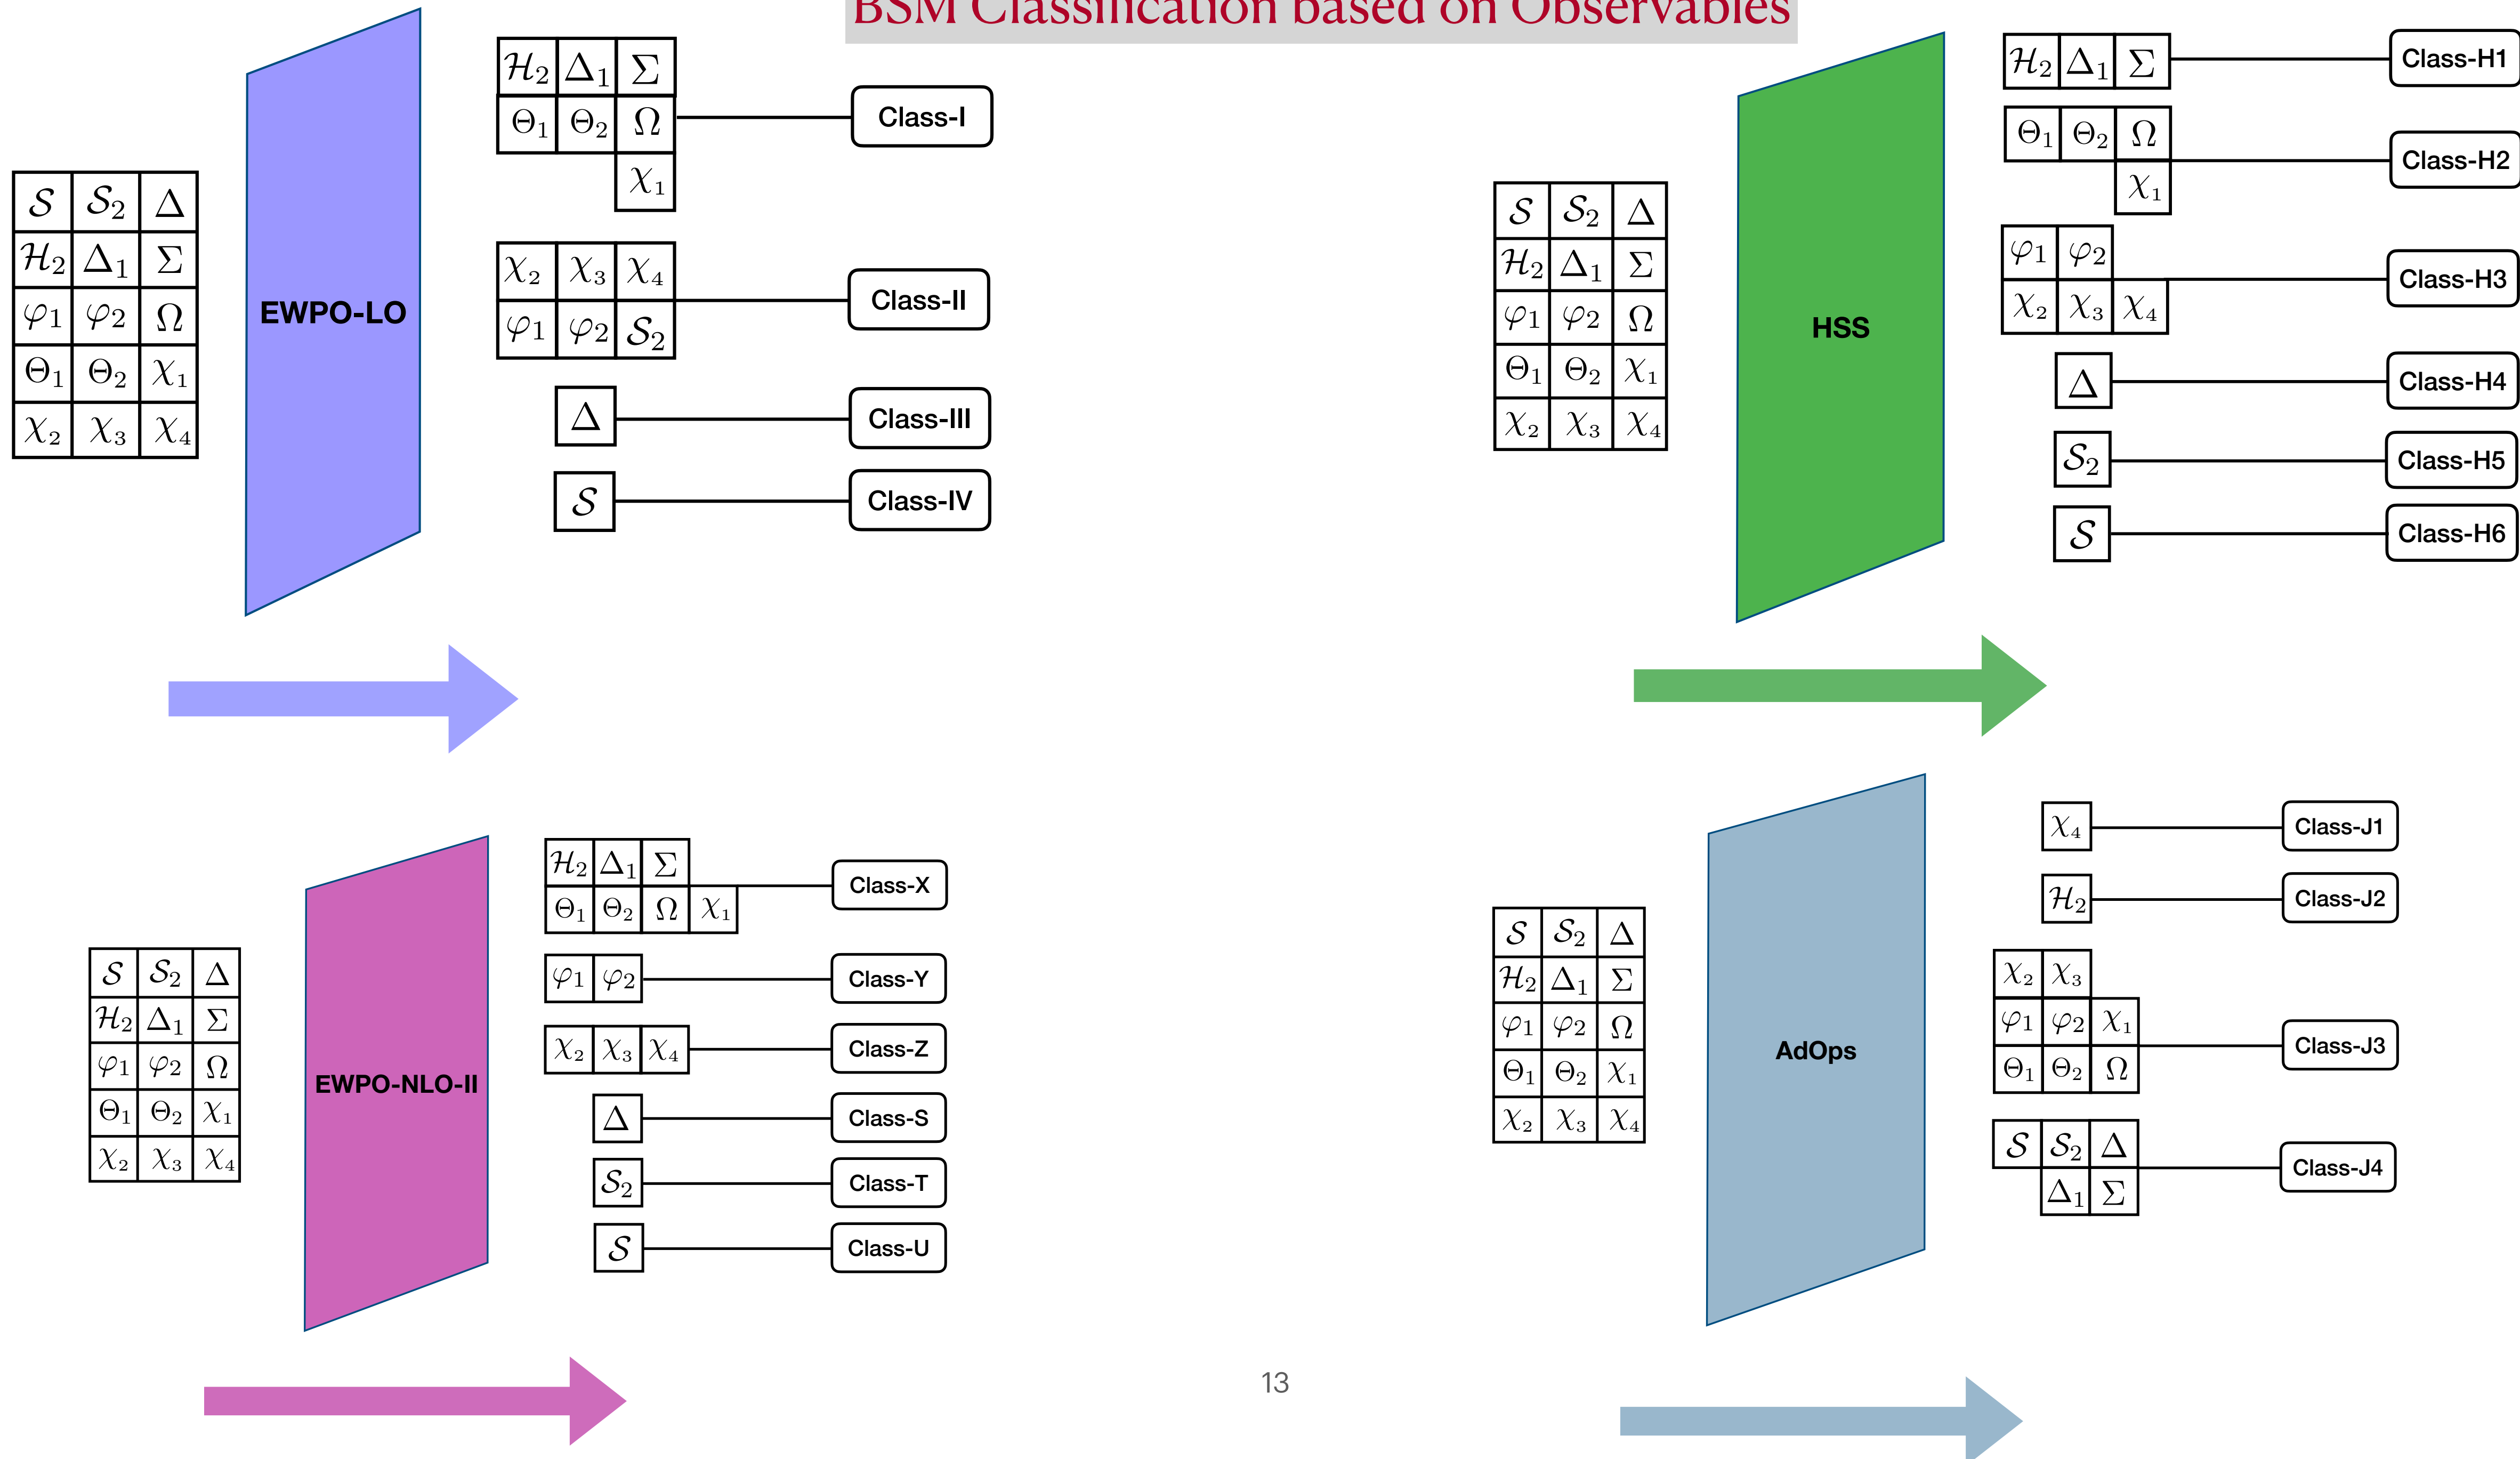 BSM Classification based on Observables
𝒮 𝒮₂ Δ
ℋ₂ Δ₁ Σ
φ₁ φ₂ Ω
Θ₁ Θ₂ χ₁
χ₂ χ₃ χ₄
EWPO-LO
ℋ₂ Δ₁ Σ
Θ₁ Θ₂ Ω
χ₁
Class-I
χ₂ χ₃ χ₄
φ₁ φ₂ 𝒮₂
Class-II
Δ
Class-III
𝒮
Class-IV
𝒮 𝒮₂ Δ
ℋ₂ Δ₁ Σ
φ₁ φ₂ Ω
Θ₁ Θ₂ χ₁
χ₂ χ₃ χ₄
HSS
ℋ₂ Δ₁ Σ
Class-H1
Θ₁ Θ₂ Ω
χ₁
Class-H2
φ₁ φ₂
χ₂ χ₃ χ₄
Class-H3
Δ
Class-H4
𝒮₂
Class-H5
𝒮
Class-H6
𝒮 𝒮₂ Δ
ℋ₂ Δ₁ Σ
φ₁ φ₂ Ω
Θ₁ Θ₂ χ₁
χ₂ χ₃ χ₄
EWPO-NLO-II
ℋ₂ Δ₁ Σ
Θ₁ Θ₂ Ω χ₁
Class-X
φ₁ φ₂
Class-Y
χ₂ χ₃ χ₄
Class-Z
Δ
Class-S
𝒮₂
Class-T
𝒮
Class-U
𝒮 𝒮₂ Δ
ℋ₂ Δ₁ Σ
φ₁ φ₂ Ω
Θ₁ Θ₂ χ₁
χ₂ χ₃ χ₄
AdOps
χ₄
Class-J1
ℋ₂
Class-J2
χ₂ χ₃
φ₁ φ₂ χ₁
Θ₁ Θ₂ Ω
Class-J3
𝒮 𝒮₂ Δ
Δ₁ Σ
Class-J4
13